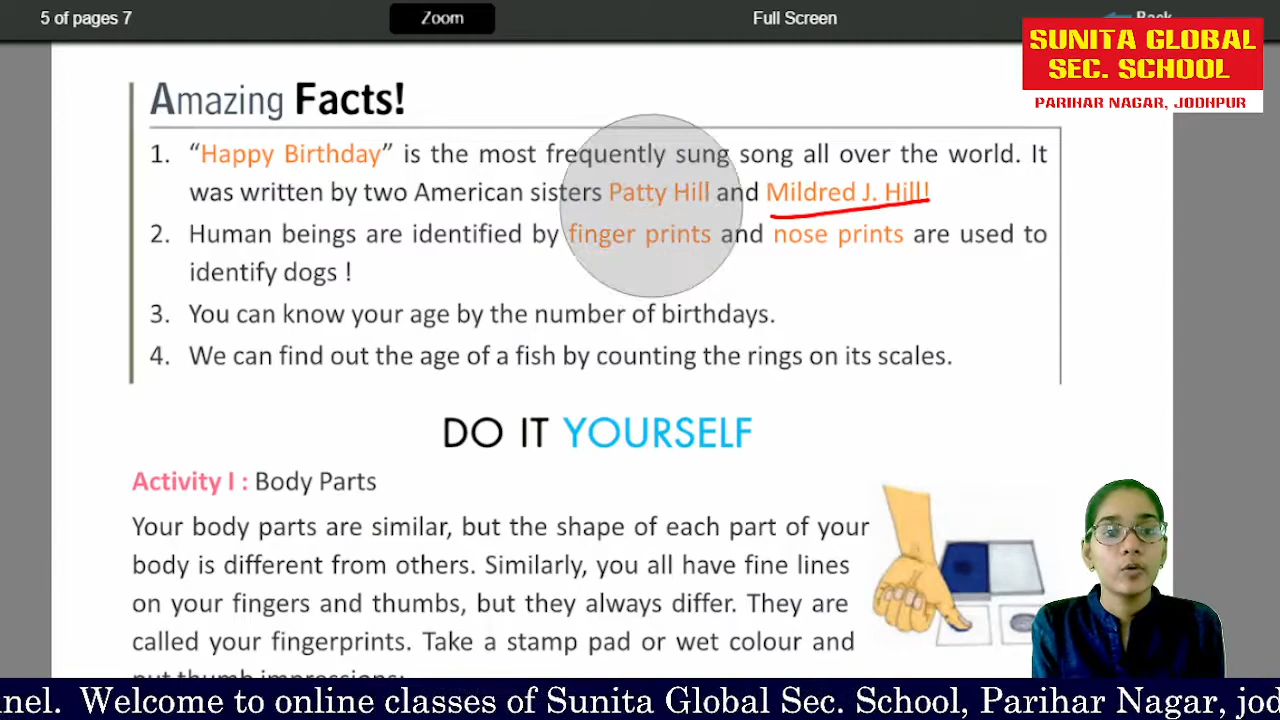 5 of pages 7
Zoom
Full Screen
Back
SUNITA GLOBAL
SEC. SCHOOL
PARIHAR NAGAR, JODHPUR
Amazing Facts!
1. “Happy Birthday” is the most frequently sung song all over the world. It
was written by two American sisters Patty Hill and Mildred J. Hill!
2. Human beings are identified by finger prints and nose prints are used to
identify dogs !
3. You can know your age by the number of birthdays.
4. We can find out the age of a fish by counting the rings on its scales.
DO IT YOURSELF
Activity I : Body Parts
Your body parts are similar, but the shape of each part of your
body is different from others. Similarly, you all have fine lines
on your fingers and thumbs, but they always differ. They are
called your fingerprints. Take a stamp pad or wet colour and
put thumb impressions:
nnel. Welcome to online classes of Sunita Global Sec. School, Parihar Nagar, jod